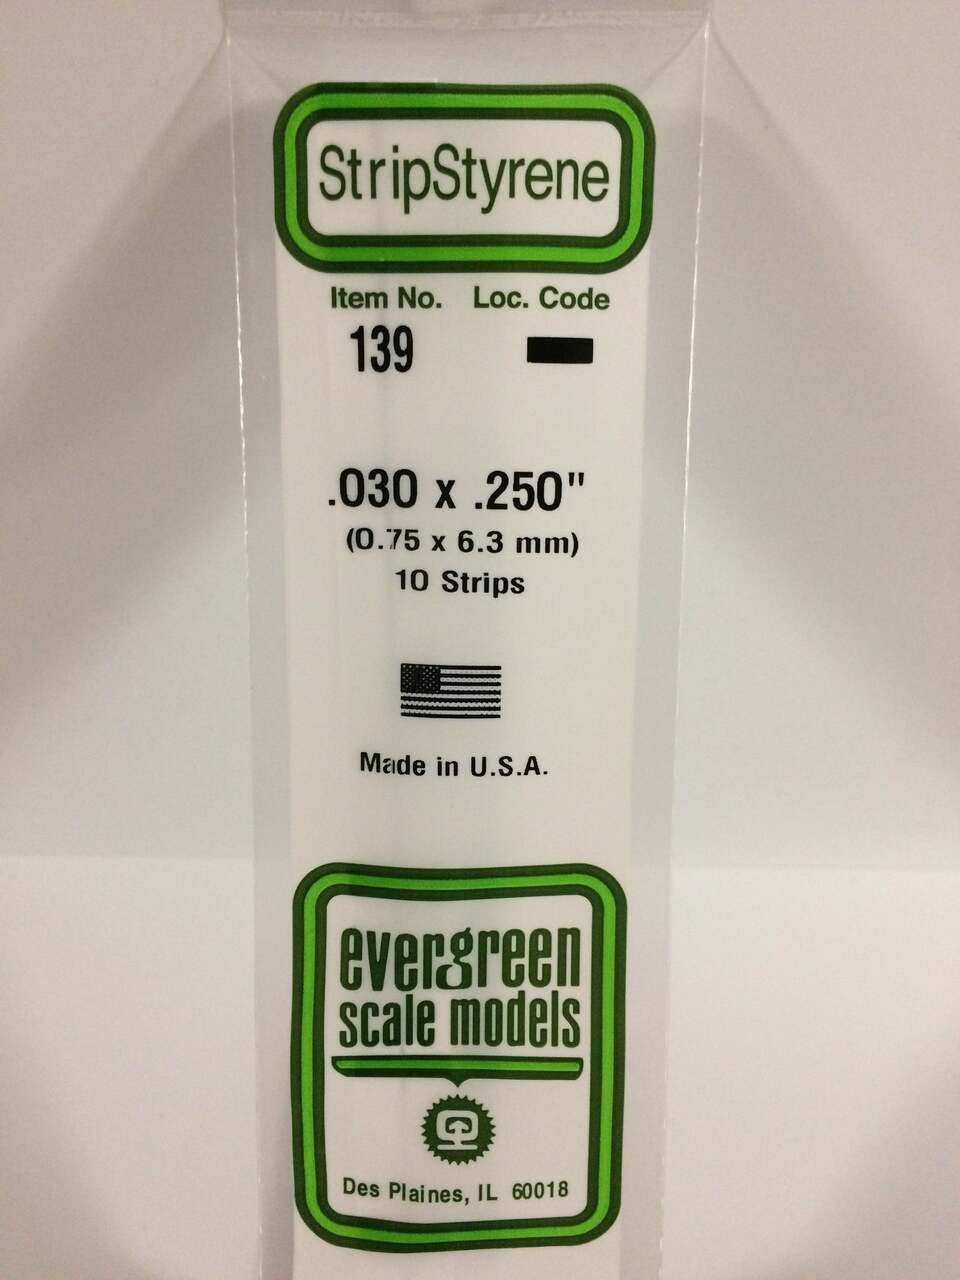 StripStyrene
Item No. Loc. Code
139
.030 x .250"
(0.75 x 6.3 mm)
10 Strips
Made in U.S.A.
evergreen
scale models
Des Plaines, IL 60018